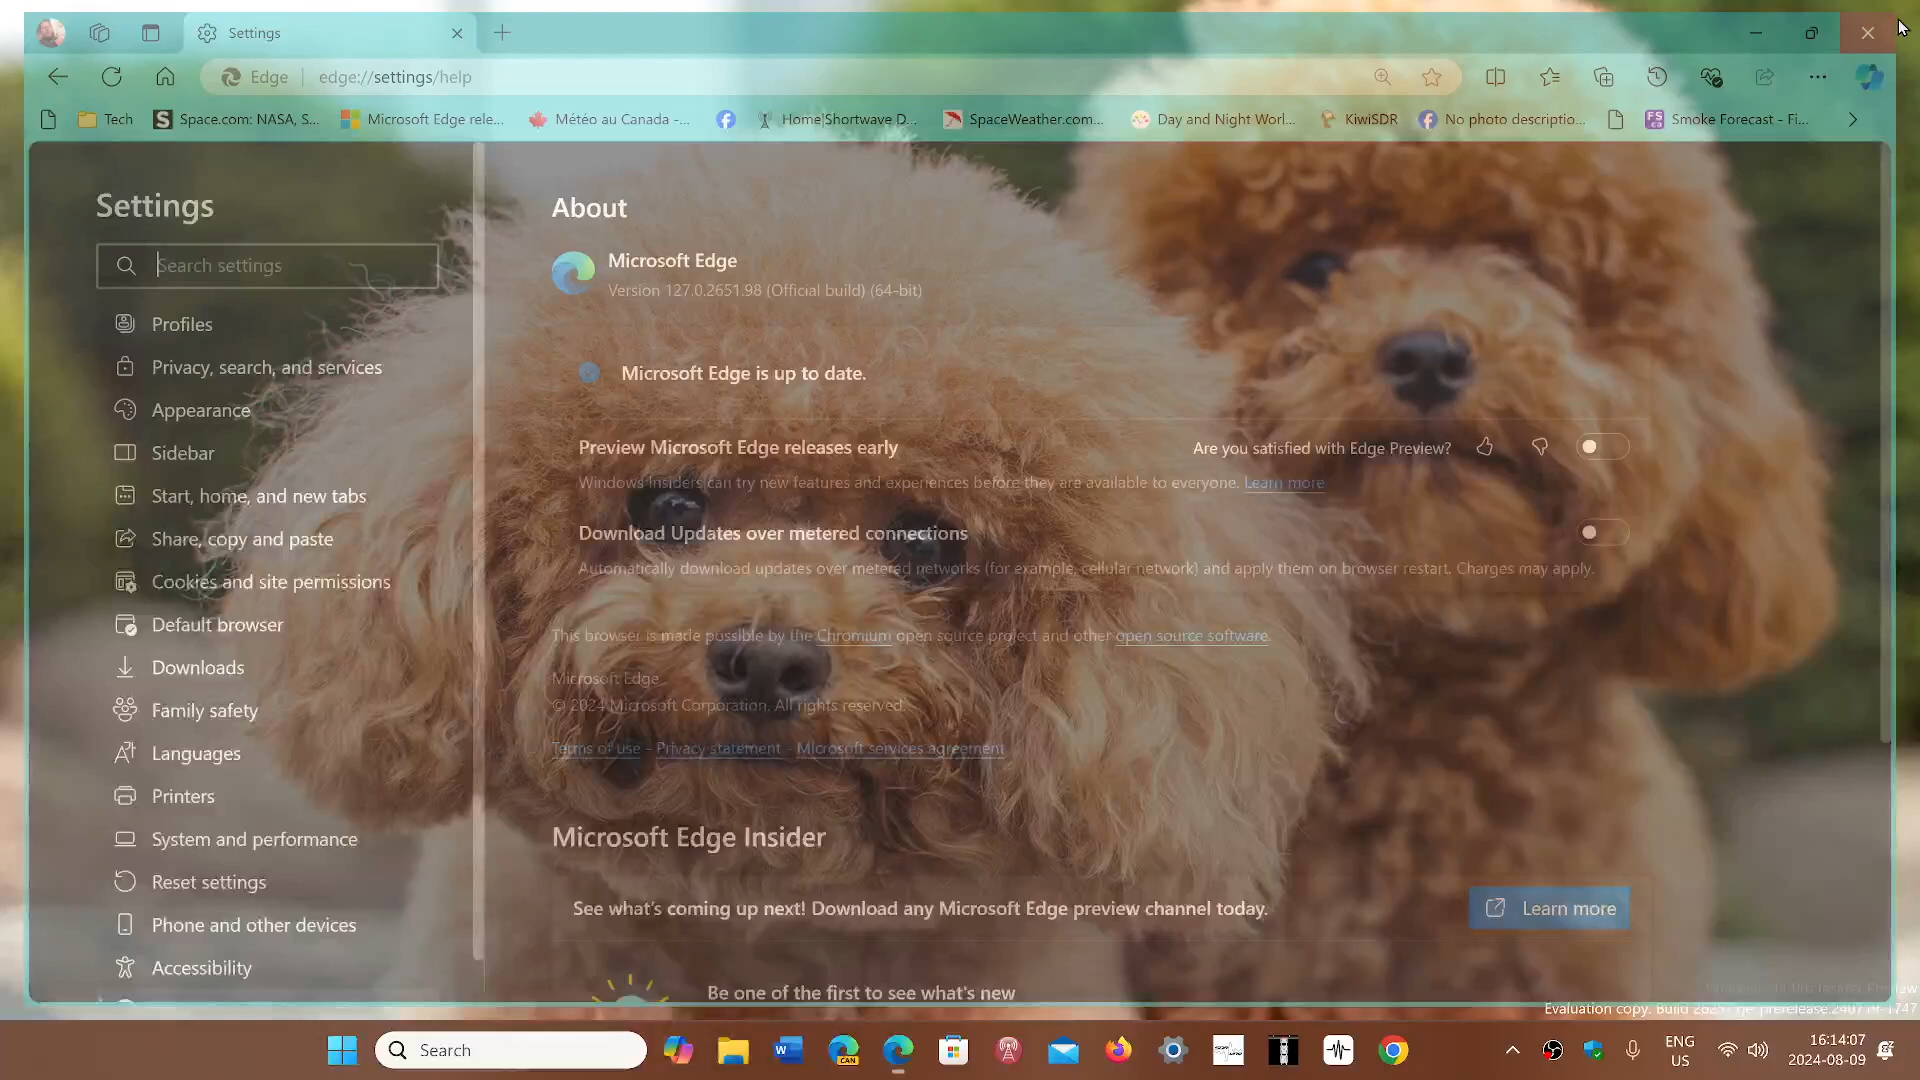 Settings
Edge
edge://settings/help
Tech
Space.com: NASA, S...
Microsoft Edge rele...
Météo au Canada -...
Home|Shortwave D...
SpaceWeather.com...
Day and Night Worl...
KiwiSDR
No photo descriptio...
FS
.ca
Smoke Forecast - Fi...
Settings
Search settings
Profiles
Privacy, search, and services
Appearance
Sidebar
Start, home, and new tabs
Share, copy and paste
Cookies and site permissions
Default browser
Downloads
Family safety
Languages
Printers
System and performance
Reset settings
Phone and other devices
Accessibility
About
Microsoft Edge
Version 127.0.2651.98 (Official build) (64-bit)
Microsoft Edge is up to date.
Preview Microsoft Edge releases early
Are you satisfied with Edge Preview?
Windows Insiders can try new features and experiences before they are available to everyone. Learn more
Download Updates over metered connections
Automatically download updates over metered networks (for example, cellular network) and apply them on browser restart. Charges may apply.
This browser is made possible by the Chromium open source project and other open source software.
Microsoft Edge
© 2024 Microsoft Corporation. All rights reserved.
Terms of use - Privacy statement - Microsoft services agreement
Microsoft Edge Insider
See what's coming up next! Download any Microsoft Edge preview channel today.
Learn more
Be one of the first to see what's new
Evaluation copy. Build
Search
CAN
ENG
US
16:14:07
2024-08-09